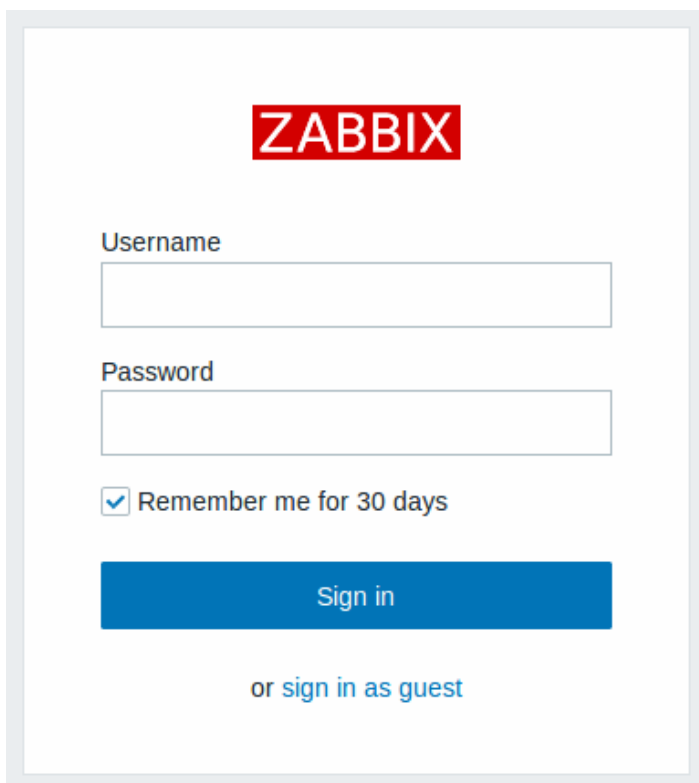 ZABBIX
Username
Password
Remember me for 30 days
Sign in
or sign in as guest